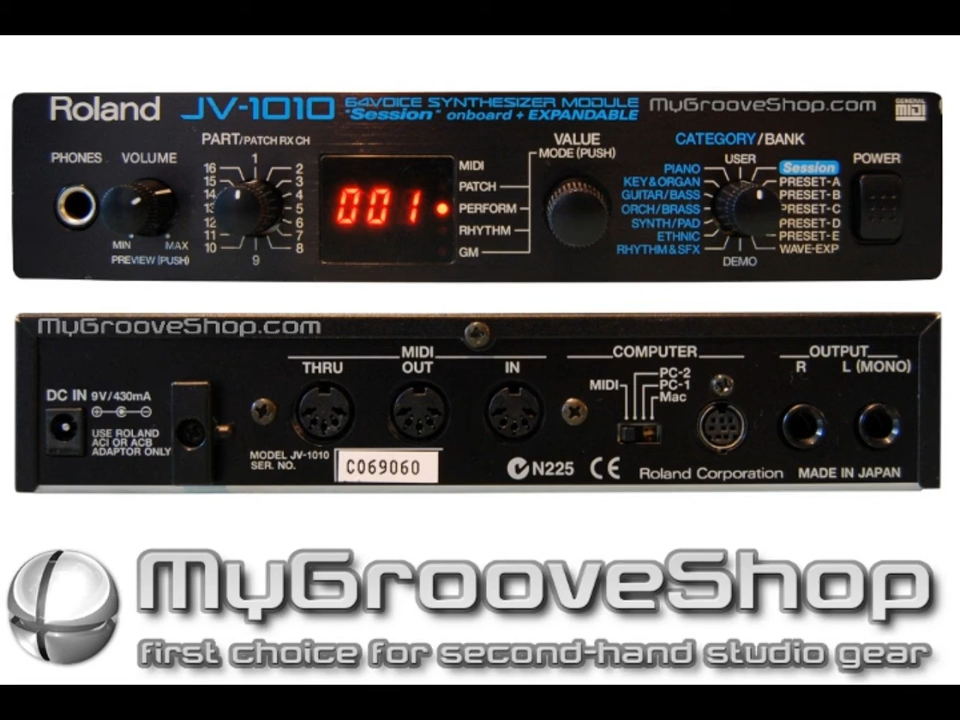 Roland JV-1010 64VOICE SYNTHESIZER MODULE
"Session" onboard + EXPANDABLE
MyGrooveShop.com
GENERAL
MIDI
PHONES VOLUME
MIN MAX
PREVIEW (PUSH)
PART/PATCH RX CH
1
16 2
15 3
14 4
13 5
12 6
11 7
10 8
9
001
MIDI
PATCH
PERFORM
RHYTHM
GM
VALUE
MODE (PUSH)
CATEGORY/BANK
USER
PIANO Session
KEY & ORGAN PRESET-A
GUITAR/BASS PRESET-B
ORCH/BRASS PRESET-C
SYNTH/PAD PRESET-D
ETHNIC PRESET-E
RHYTHM & SFX WAVE-EXP
DEMO
POWER
MyGrooveShop.com
DC IN 9V/430mA
USE ROLAND
ACI OR ACB
ADAPTOR ONLY
MIDI
THRU OUT IN
MODEL JV-1010
SER. NO.
C069060
N225 CE
COMPUTER
MIDI
PC-2
PC-1
Mac
Roland Corporation
OUTPUT
R L (MONO)
MADE IN JAPAN
MyGrooveShop
first choice for second-hand studio gear